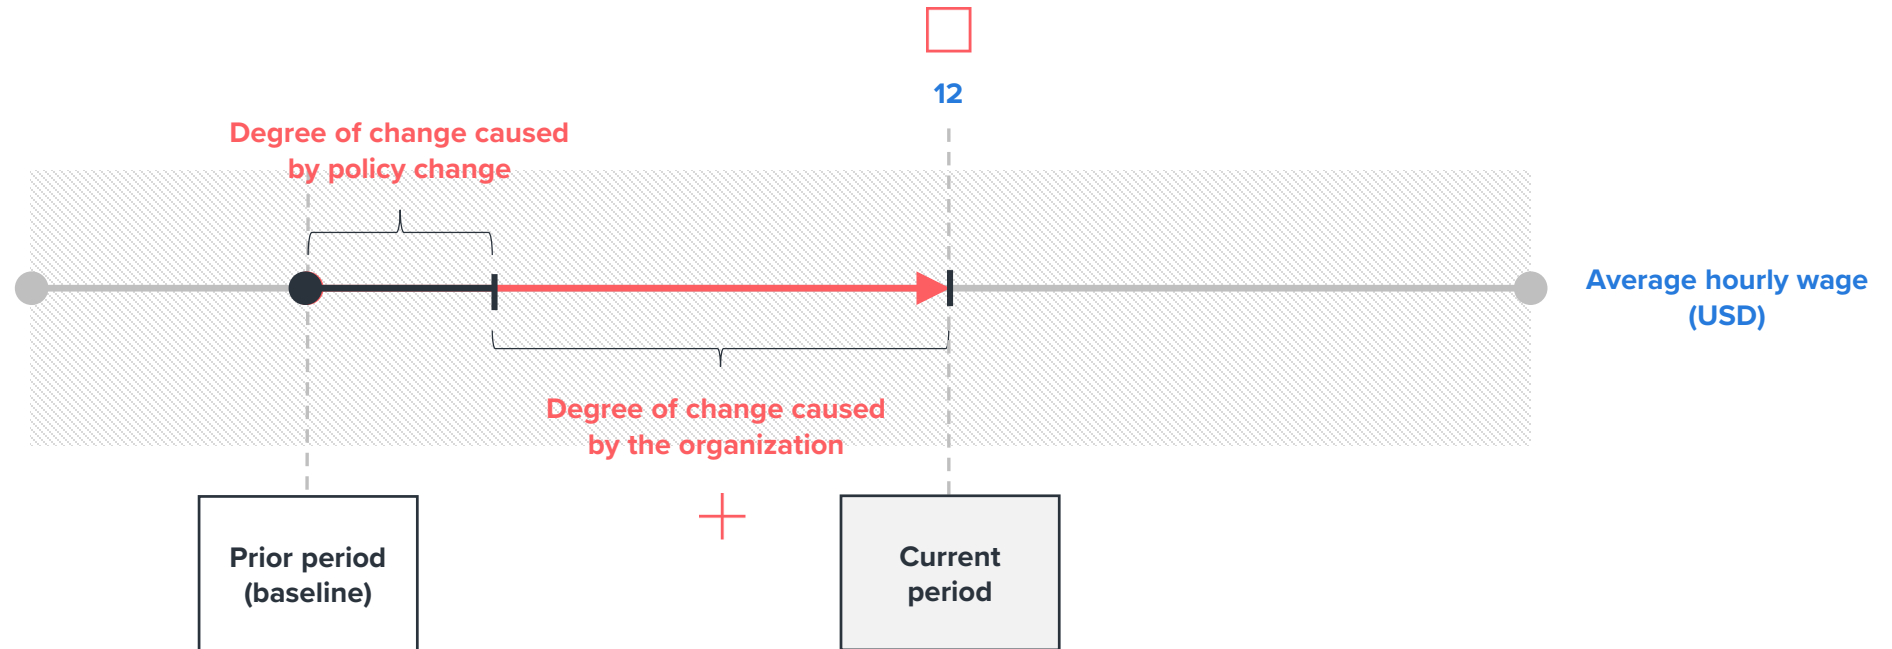 12
Degree of change caused
by policy change
Average hourly wage
(USD)
Degree of change caused
by the organization
Prior period
(baseline)
Current
period